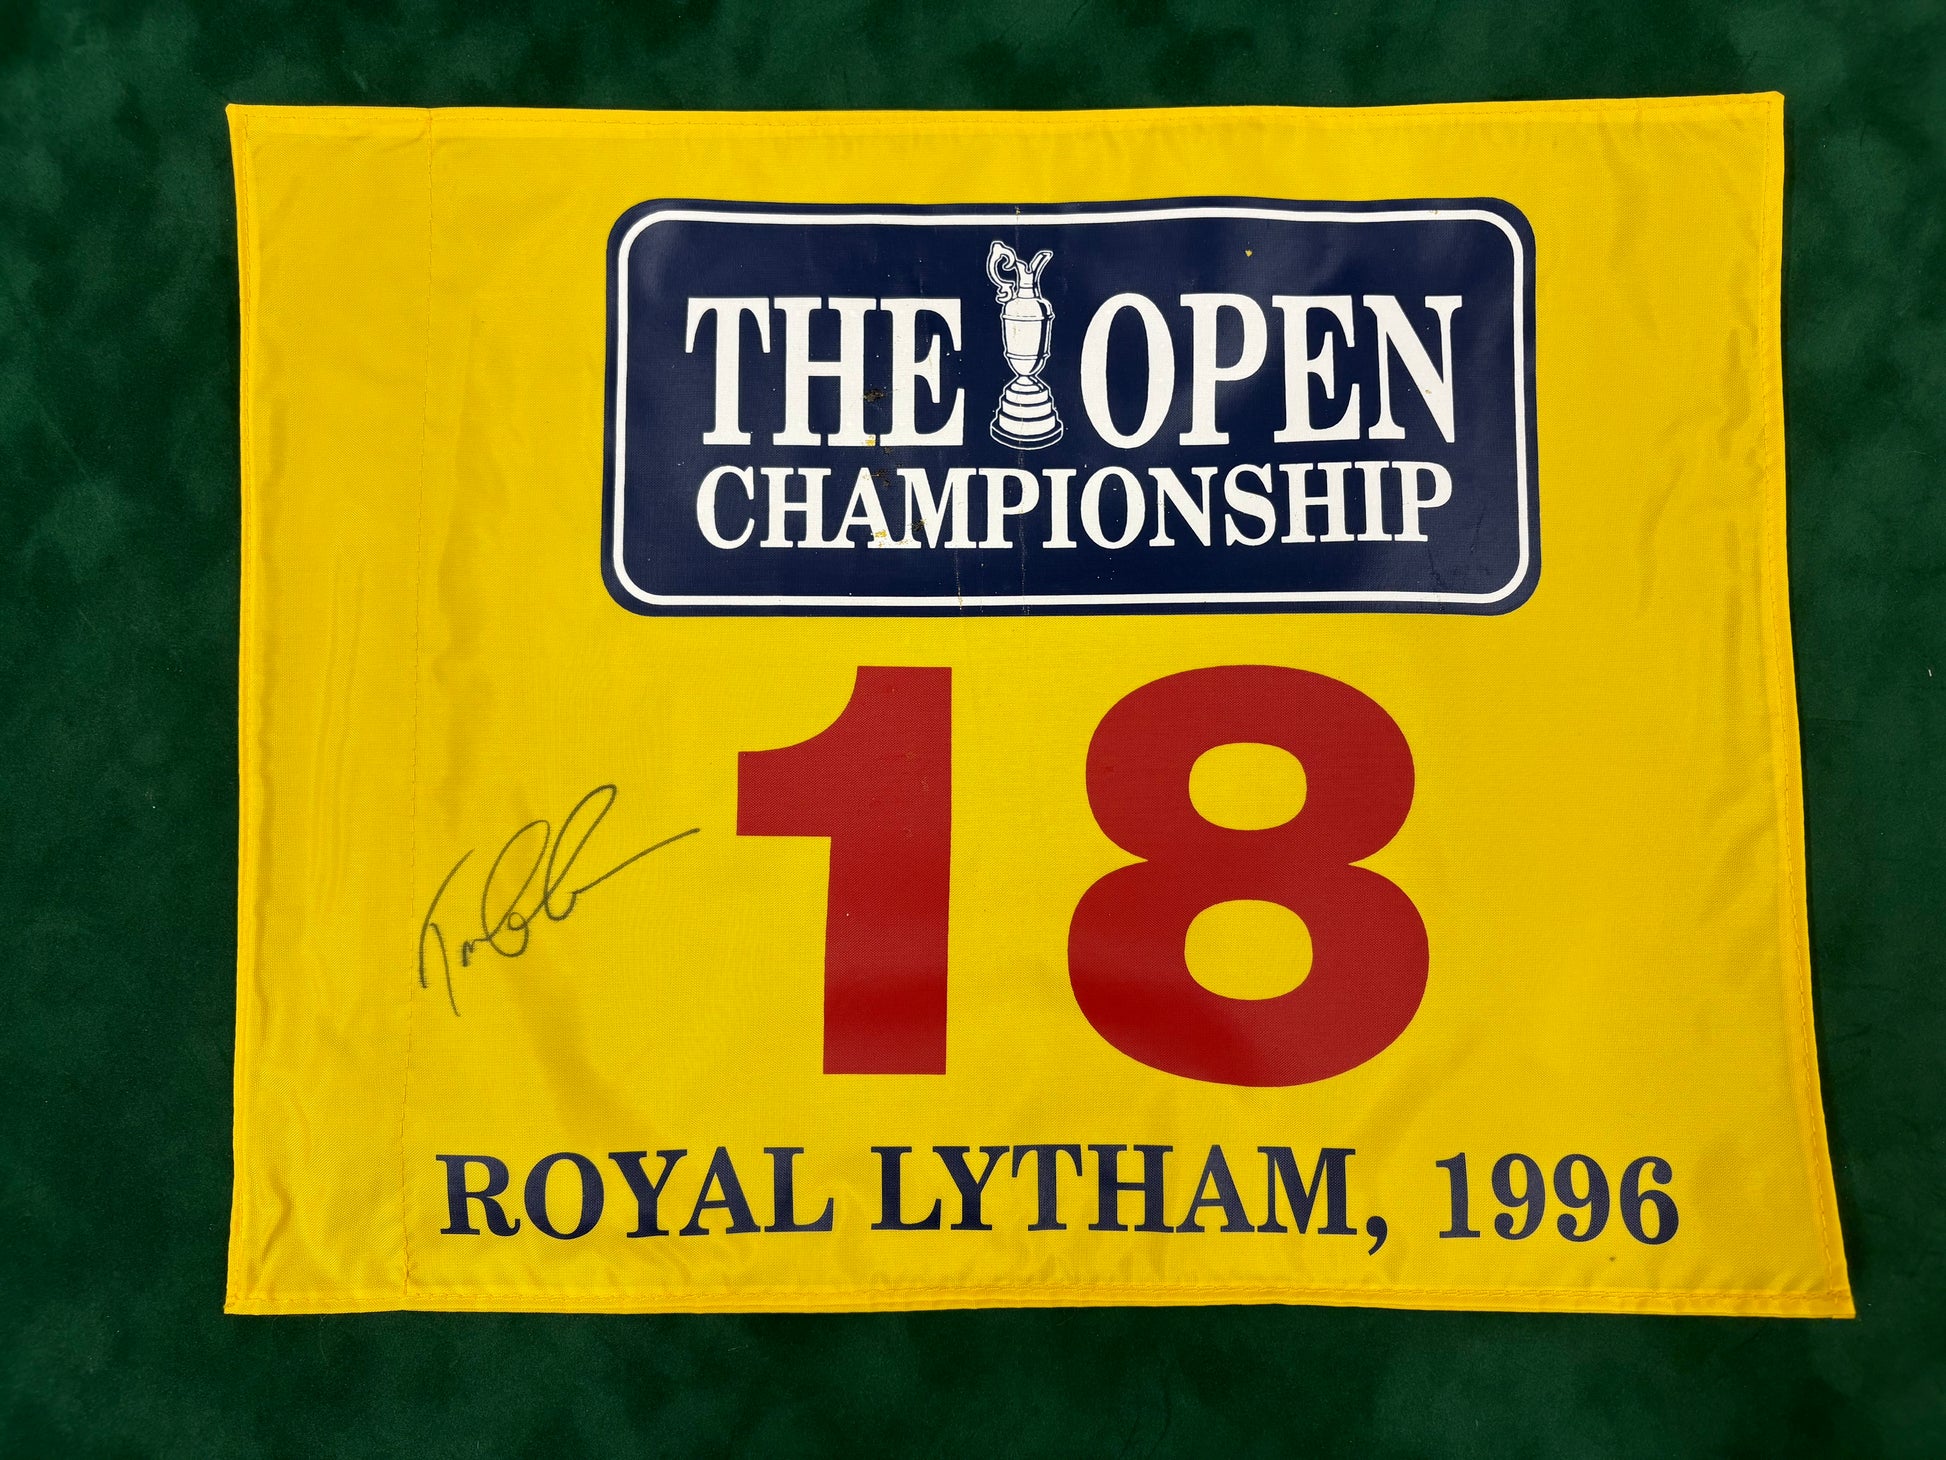 THE OPEN
CHAMPIONSHIP
18
ROYAL LYTHAM, 1996